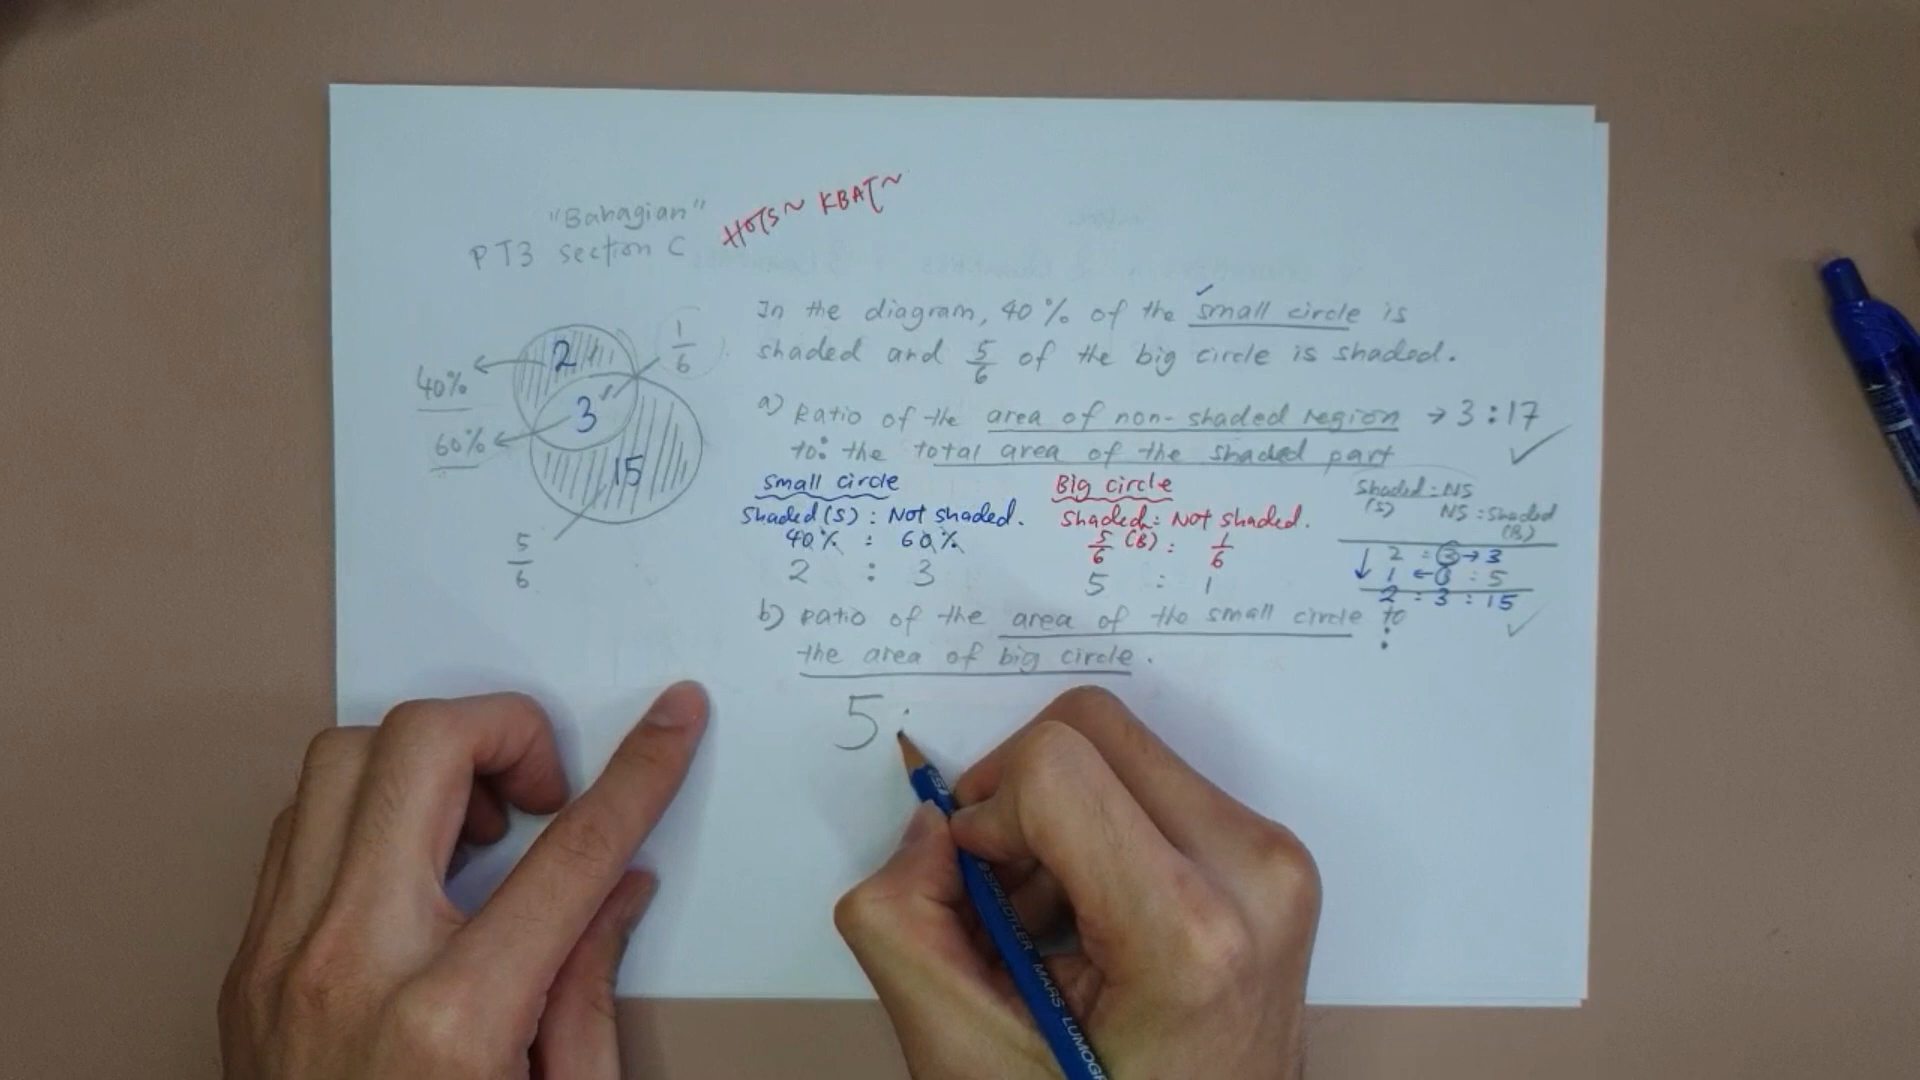 "Bahagian"
PT3 section C
HOTS~ KBAT~
In the diagram, 40% of the small circle is
shaded and 5/6 of the big circle is shaded.
2
1/6
40%
3
60%
15
5/6
a) Ratio of the area of non-shaded region → 3:17
to: the total area of the shaded part
Small circle
Shaded (S) : Not shaded.
40% : 60%
2 : 3
Big circle
Shaded : Not shaded.
5/6 (B) : 1/6
5 : 1
Shaded : NS
(S) NS : Shaded
(B)
2 : 3 → 3
1 ← : 5
2 : 3 : 15
b) Ratio of the area of the small circle to :
the area of big circle.
5 :
STAEDTLER MARS LUMOGR